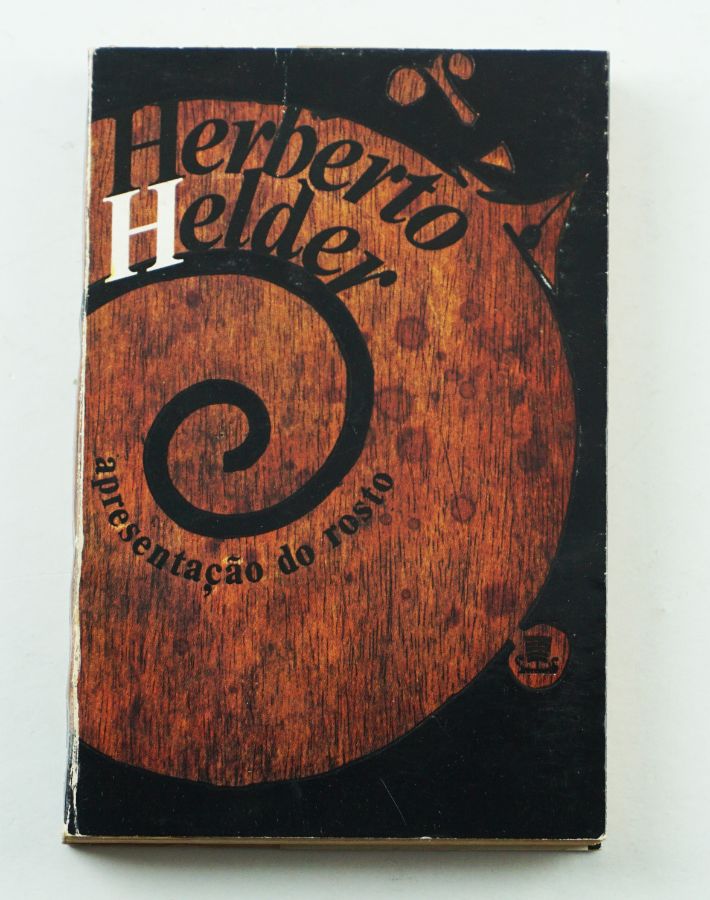 Herberto
Helder
apresentação do rosto